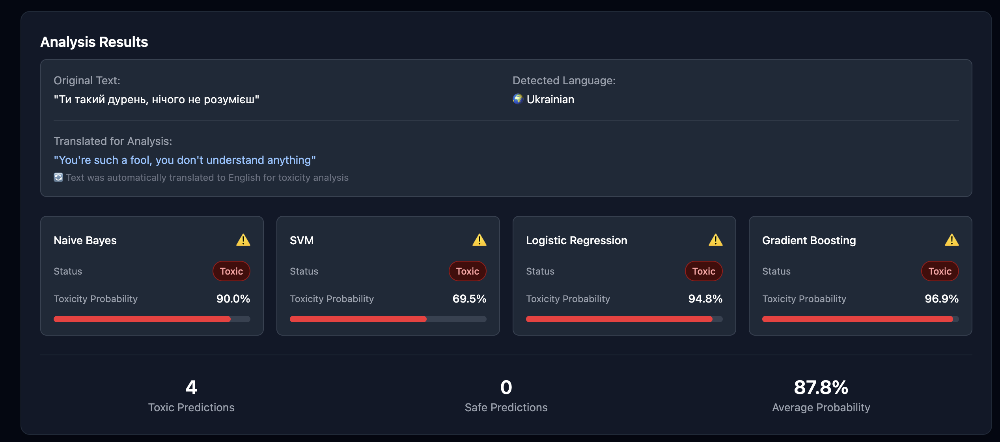 Analysis Results
Original Text:
"Ти такий дурень, нічого не розумієш"
Detected Language:
Ukrainian
Translated for Analysis:
"You're such a fool, you don't understand anything"
Text was automatically translated to English for toxicity analysis
Naive Bayes
Status
Toxic
Toxicity Probability
90.0%
SVM
Status
Toxic
Toxicity Probability
69.5%
Logistic Regression
Status
Toxic
Toxicity Probability
94.8%
Gradient Boosting
Status
Toxic
Toxicity Probability
96.9%
4
Toxic Predictions
0
Safe Predictions
87.8%
Average Probability